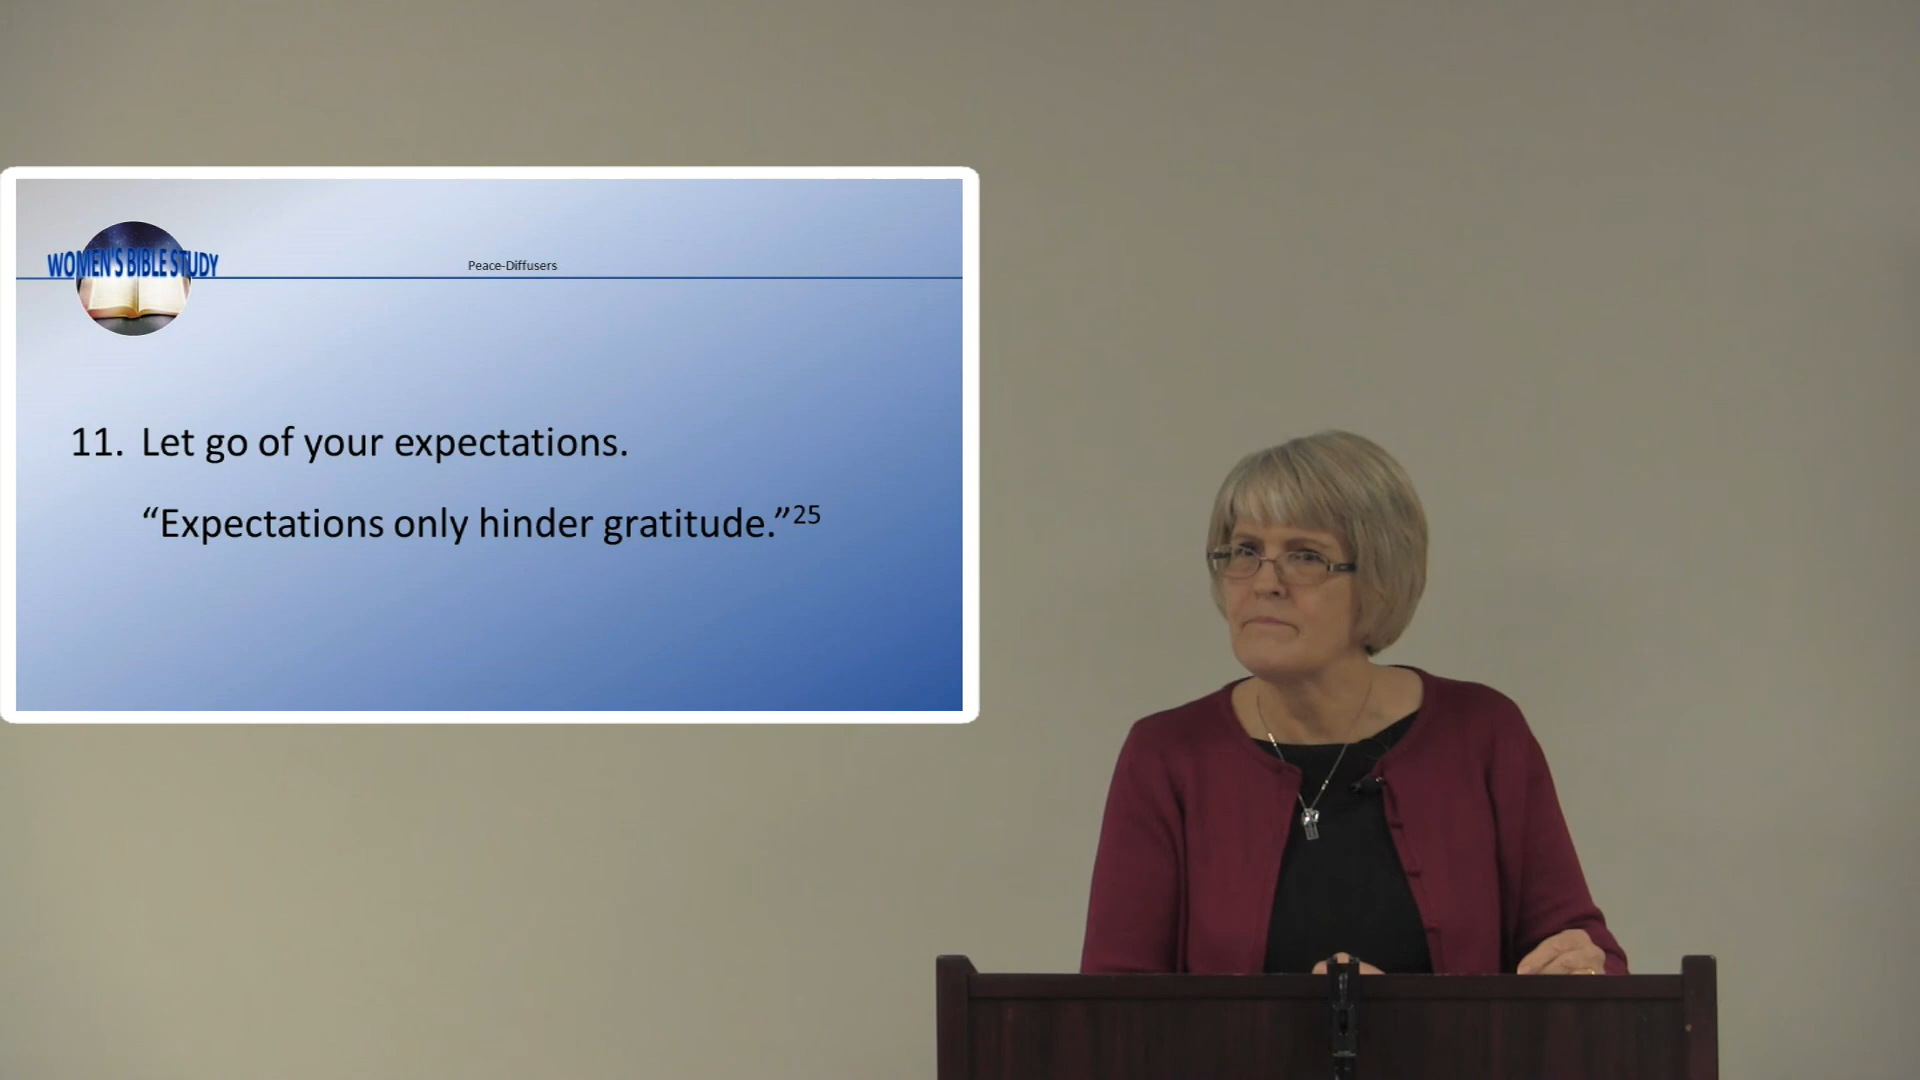 WOMEN'S BIBLE STUDY
Peace-Diffusers
11. Let go of your expectations.
“Expectations only hinder gratitude.”25